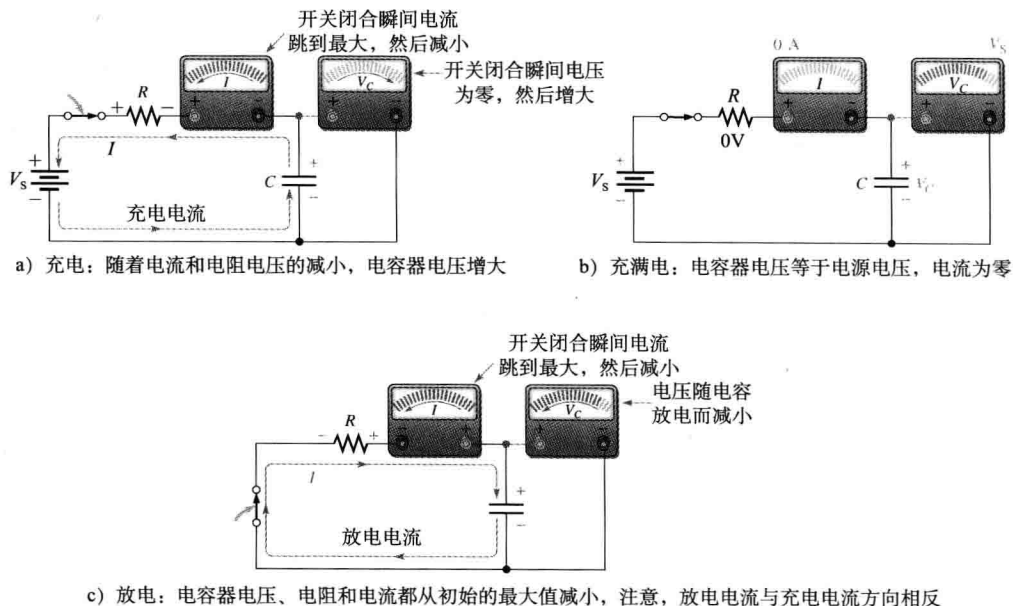 开关闭合瞬间电流
跳到最大，然后减小
I
V_C
开关闭合瞬间电压
为零，然后增大
+ R −
+ −
+ −
I
+
V_S
−
C
+
−
充电电流
a）充电：随着电流和电阻电压的减小，电容器电压增大
0 A
V_S
I
V_C
R
0V
+ −
+ −
+
V_S
−
C
+
V_C
−
b）充满电：电容器电压等于电源电压，电流为零
开关闭合瞬间电流
跳到最大，然后减小
I
V_C
电压随电容
放电而减小
− R +
− +
+ −
I
+
−
放电电流
c）放电：电容器电压、电阻和电流都从初始的最大值减小，注意，放电电流与充电电流方向相反